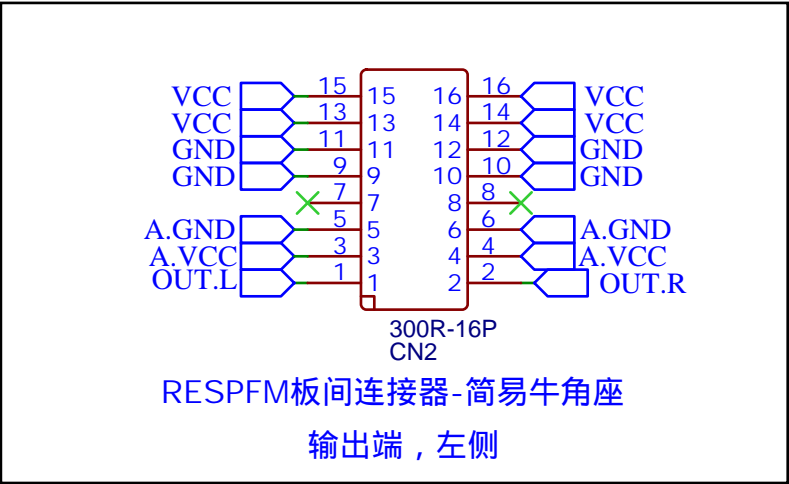 VCC 15 15 16 16 VCC
VCC 13 13 14 14 VCC
GND 11 11 12 12 GND
GND 9 9 10 10 GND
7 7 8 8
A.GND 5 5 6 6 A.GND
A.VCC 3 3 4 4 A.VCC
OUT.L 1 1 2 2 OUT.R
300R-16P
CN2
RESPFM板间连接器-简易牛角座
输出端，左侧